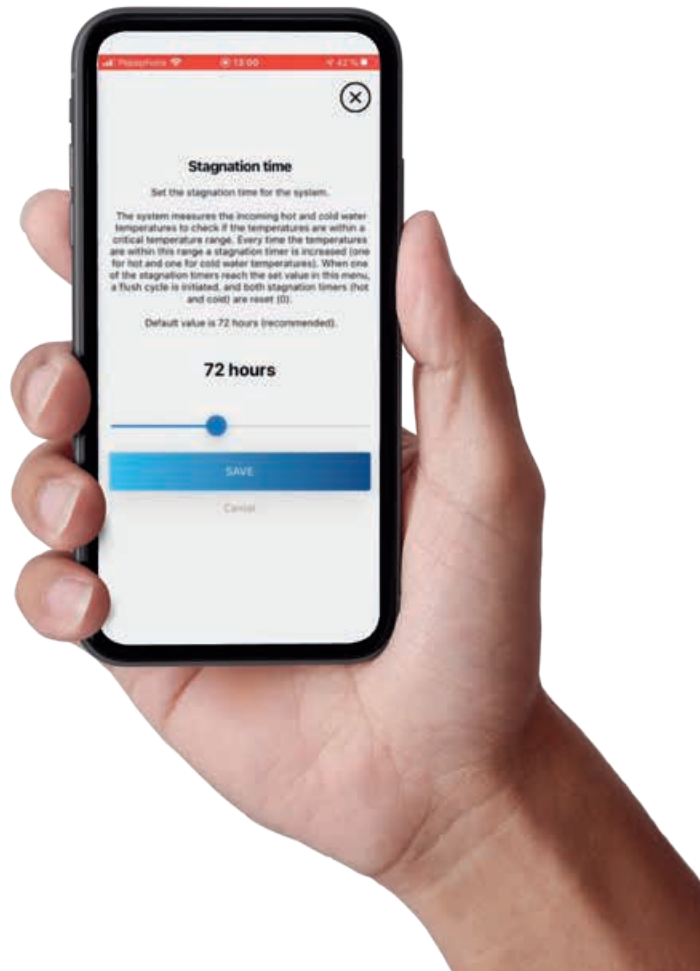 Pepephone 13:00 42 %
Stagnation time
Set the stagnation time for the system.
The system measures the incoming hot and cold water
temperatures to check if the temperatures are within a
critical temperature range. Every time the temperatures
are within this range a stagnation timer is increased (one
for hot and one for cold water temperatures). When one
of the stagnation timers reach the set value in this menu,
a flush cycle is initiated, and both stagnation timers (hot
and cold) are reset (0).
Default value is 72 hours (recommended).
72 hours
SAVE
Cancel